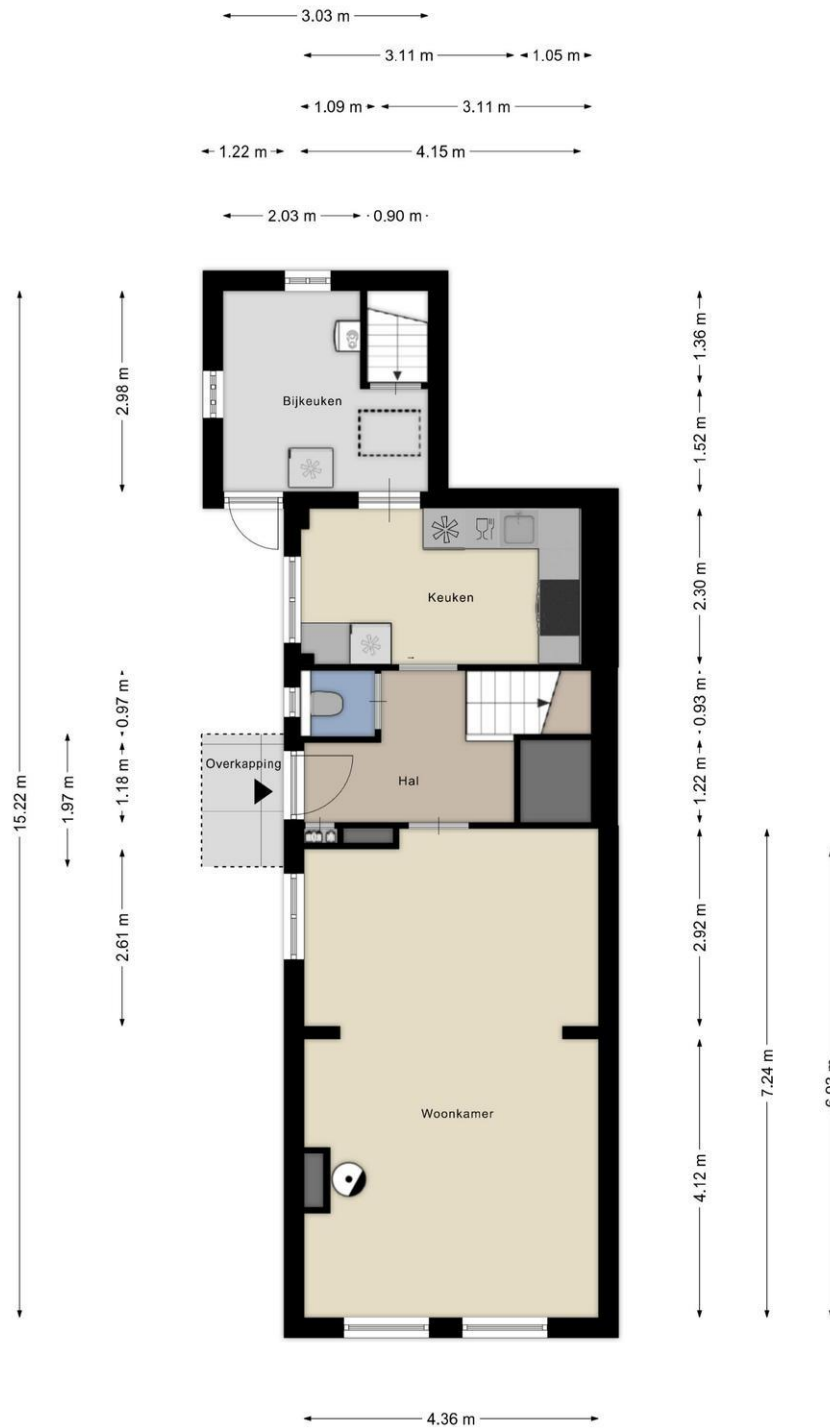 3.03 m
3.11 m
1.05 m
1.09 m
3.11 m
1.22 m
4.15 m
2.03 m
0.90 m
15.22 m
2.98 m
1.36 m
1.52 m
Bijkeuken
2.30 m
Keuken
0.97 m
0.93 m
1.18 m
1.97 m
1.22 m
Overkapping
Hal
2.61 m
2.92 m
7.24 m
Woonkamer
4.12 m
4.36 m